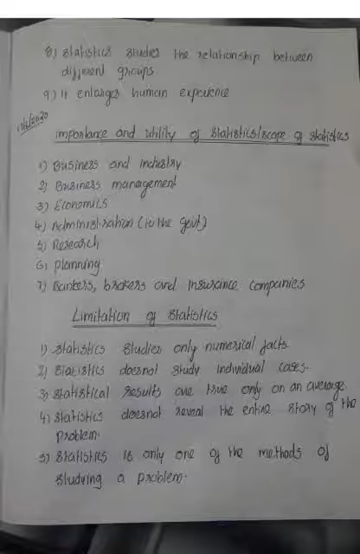 8) Statistics studies the relationship between
different groups.
9) It enlarges human experience
Importance and utility of Statistics/scope of statistics
1) Business and industry
2) Business management
3) Economics
4) Administration (to the govt)
5) Research
6) planning
7) Bankers, brokers and Insurance companies
Limitation of Statistics
1) Statistics studies only numerical facts.
2) Statistics doesnot study individual cases.
3) Statistical results are true only on an average.
4) Statistics doesnot reveal the entire story of the
problem.
5) Statistics is only one of the methods of
studying a problem.